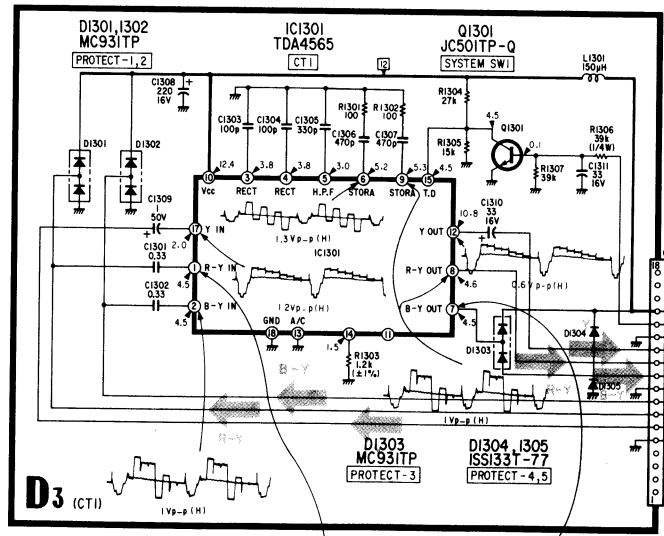 D1301,1302
MC931TP
PROTECT-1,2
IC1301
TDA4565
CTI
Q1301
JC501TP-Q
SYSTEM SW1
L1301
150μH
12
C1308
220
16V
R1304
27k
R1301
100
R1302
100
C1303
100p
C1304
100p
C1305
330p
C1306
470p
C1307
470p
R1305
15k
4.5
Q1301
0.1
R1306
39k
(1/4W)
R1307
39k
C1311
33
16V
D1301
D1302
12.4
3.8
3.8
3.0
5.2
5.3
4.5
10
3
4
5
6
9
15
Vcc
RECT
RECT
H.P.F
STORA
STORA
T.D
C1309
1
50V
2.0
17
Y IN
1.3Vp-p(H)
IC1301
10.8
C1310
33
16V
Y OUT
12
C1301
0.33
4.5
1
R-Y IN
R-Y OUT
8
4.6
0.6Vp-p(H)
C1302
0.33
4.5
2
B-Y IN
1.2Vp-p(H)
B-Y OUT
7
4.5
GND
A/C
18
13
14
11
1.5
R1303
1.2k
(±1%)
D1303
D1304
D1305
18
1
Y
R-Y
B-Y
B-Y
R-Y
1Vp-p(H)
D1303
MC931TP
PROTECT-3
D1304,1305
ISS133T-77
PROTECT-4,5
D3 (CTI)
1Vp-p(H)